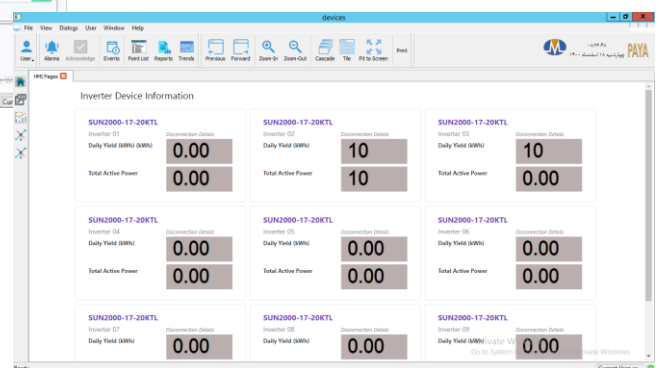 devices
File View Dialogs User Window Help
User Alarms Acknowledge Events Point List Reports Trends Previous Forward Zoom-In Zoom-Out Cascade Tile Fit to Screen Print
PAYA
HMI Pages
Inverter Device Information
SUN2000-17-20KTL SUN2000-17-20KTL SUN2000-17-20KTL
Inverter 01 Disconnection Details Inverter 02 Disconnection Details Inverter 03 Disconnection Details
Daily Yield (kWh) (kWh) 0.00 Daily Yield (kWh) 10 Daily Yield (kWh) 10
Total Active Power 0.00 Total Active Power 10 Total Active Power 0.00
SUN2000-17-20KTL SUN2000-17-20KTL SUN2000-17-20KTL
Inverter 04 Disconnection Details Inverter 05 Disconnection Details Inverter 06 Disconnection Details
Daily Yield (kWh) 0.00 Daily Yield (kWh) 0.00 Daily Yield (kWh) 0.00
Total Active Power 0.00 Total Active Power 0.00 Total Active Power 0.00
SUN2000-17-20KTL SUN2000-17-20KTL SUN2000-17-20KTL
Inverter 07 Disconnection Details Inverter 08 Disconnection Details Inverter 09 Disconnection Details
Daily Yield (kWh) 0.00 Daily Yield (kWh) 0.00 Daily Yield (kWh) 0.00
Go to System
Ready